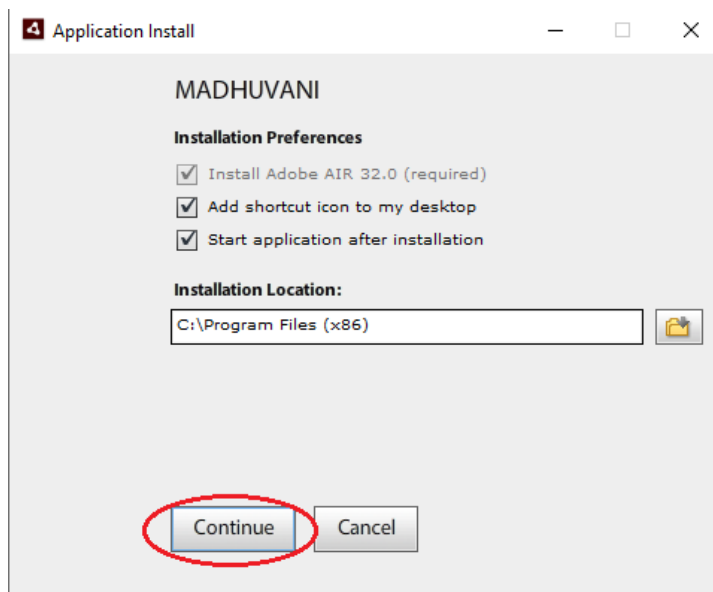 Application Install
MADHUVANI
Installation Preferences
Install Adobe AIR 32.0 (required)
Add shortcut icon to my desktop
Start application after installation
Installation Location:
C:\Program Files (x86)
Continue Cancel